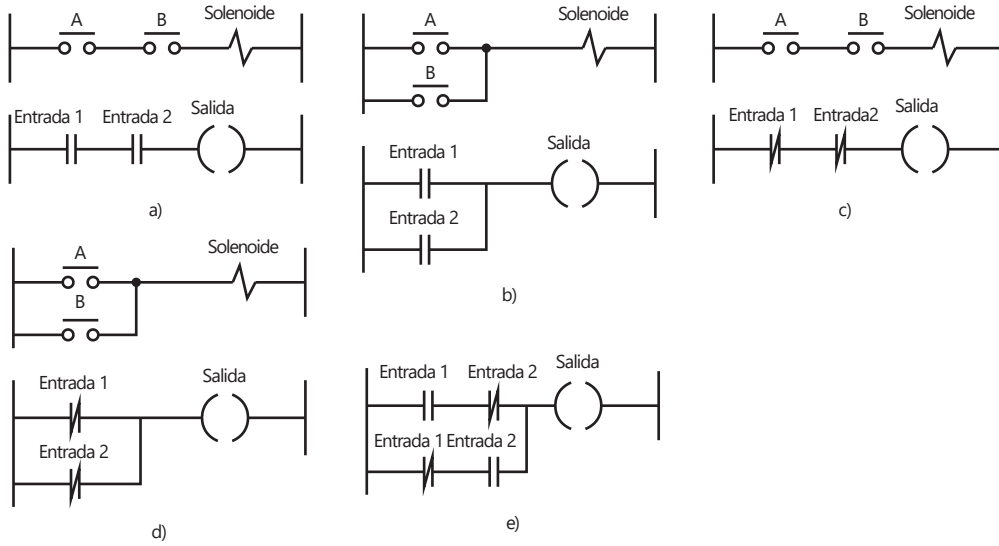 A B Solenoide
Entrada 1 Entrada 2 Salida
a)
A Solenoide
B
Entrada 1 Salida
Entrada 2
b)
A B Solenoide
Entrada 1 Entrada2 Salida
c)
A Solenoide
B
Entrada 1 Salida
Entrada 2
d)
Entrada 1 Entrada 2 Salida
Entrada 1 Entrada 2
e)